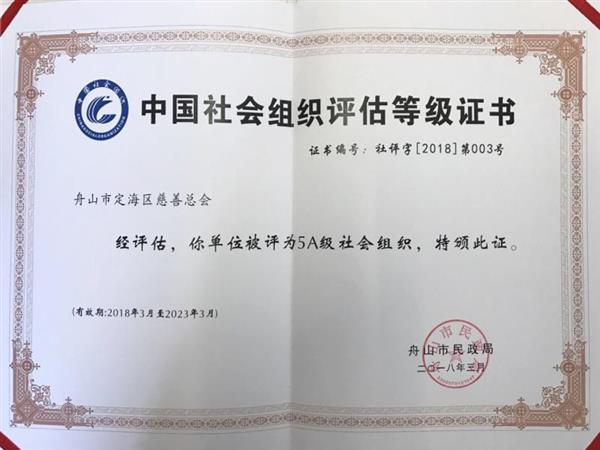 中国社会组织评估等级证书
证书编号：社评字[2018]第003号
舟山市定海区慈善总会
经评估，你单位被评为5A级社会组织，特颁此证。
(有效期:2018年3月至2023年3月)
舟山市民政局
二〇一八年三月